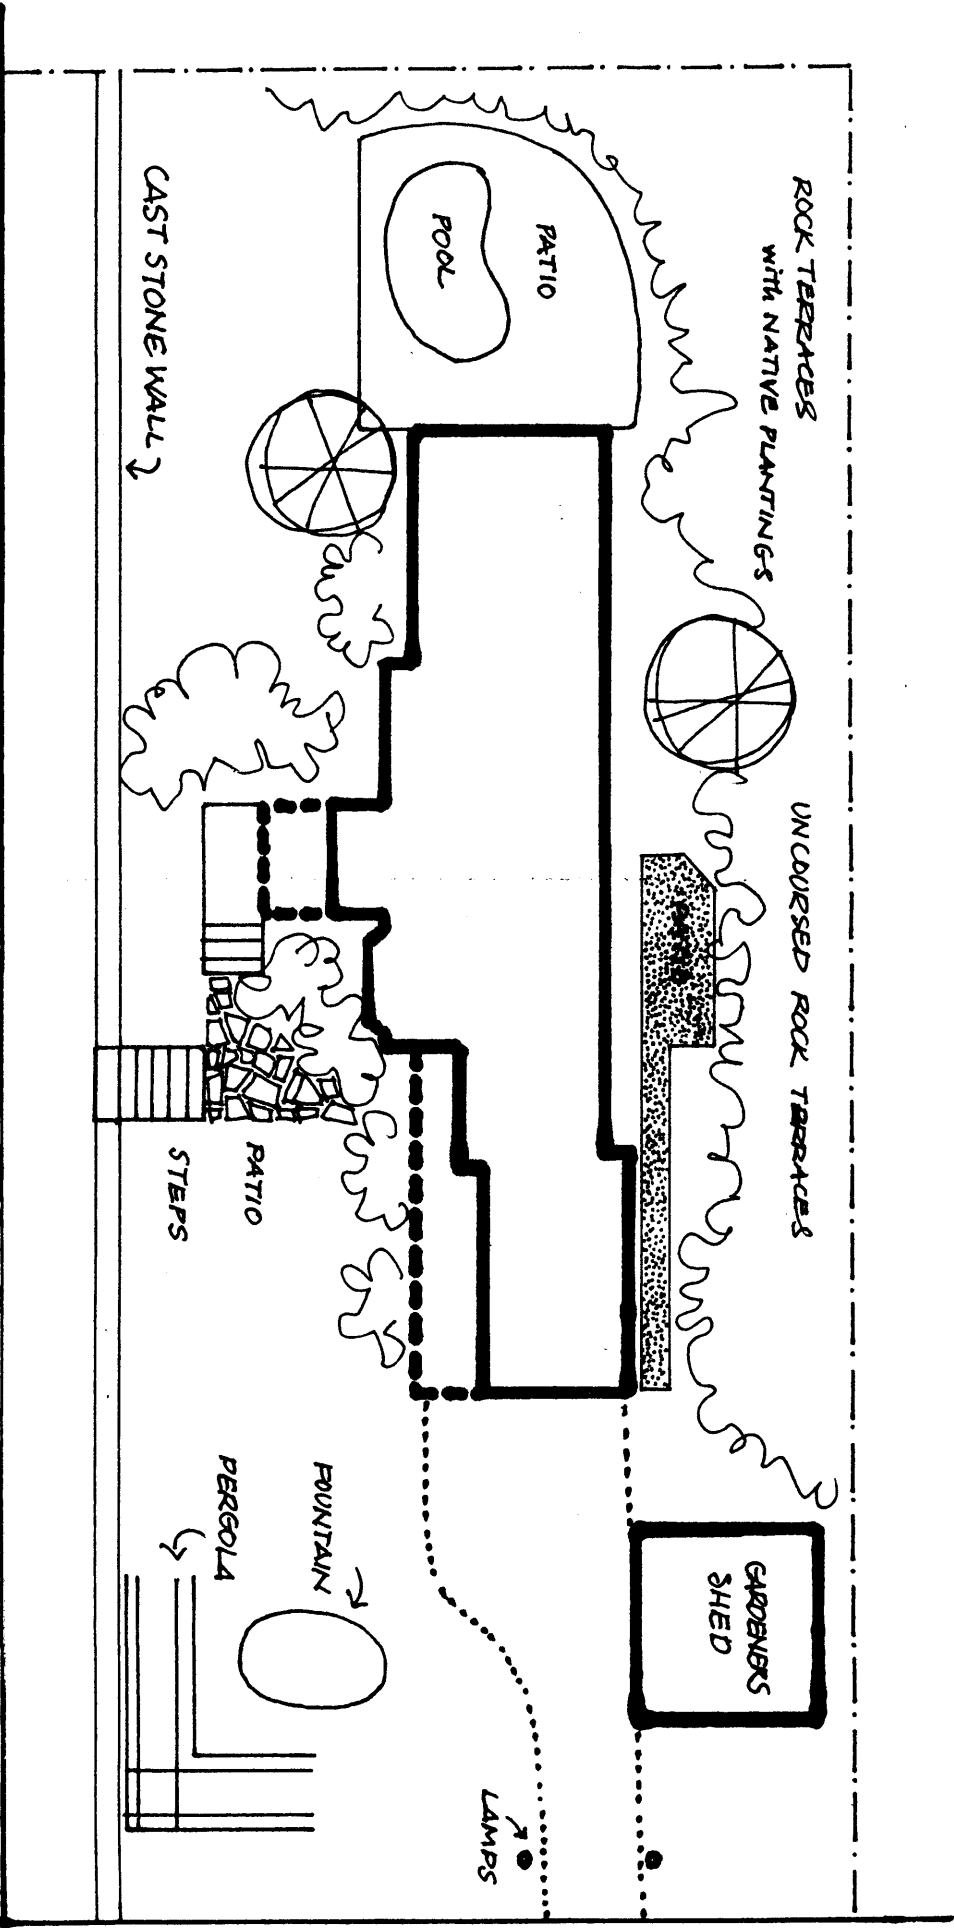 ROCK TERRACES
with NATIVE PLANTINGS
UNCOURSED ROCK TERRACES
PATIO
POOL
CAST STONE WALL
PATIO
GARDENERS
SHED
PATIO
STEPS
FOUNTAIN
PERGOLA
LAMPS